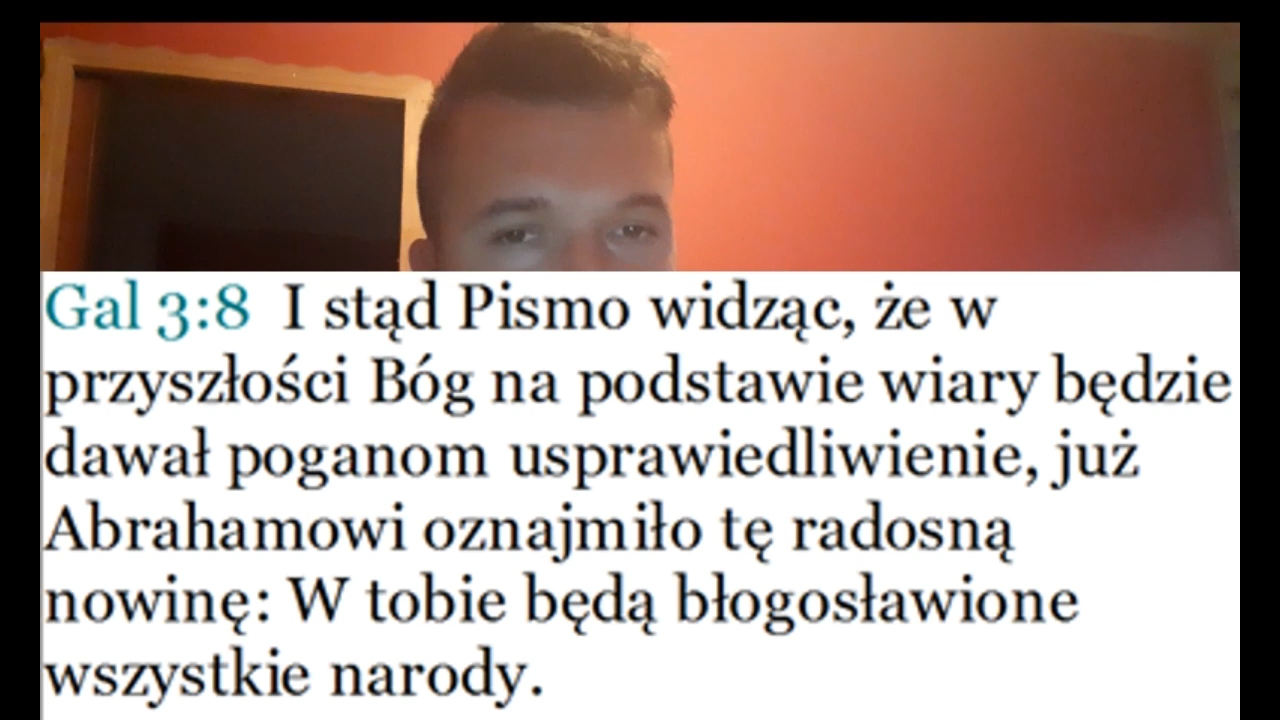 Gal 3:8 I stąd Pismo widząc, że w
przyszłości Bóg na podstawie wiary będzie
dawał poganom usprawiedliwienie, już
Abrahamowi oznajmiło tę radosną
nowinę: W tobie będą błogosławione
wszystkie narody.